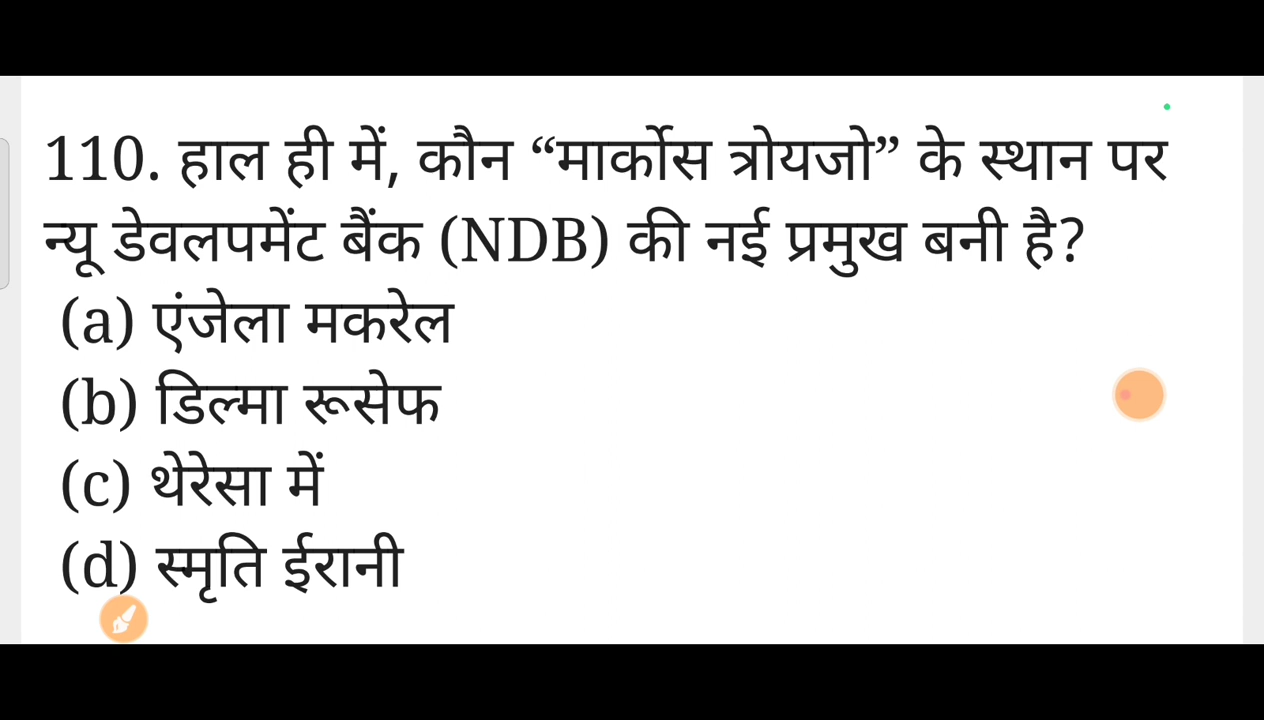 110. हाल ही में, कौन “मार्कोस त्रोयजो” के स्थान पर
न्यू डेवलपमेंट बैंक (NDB) की नई प्रमुख बनी है?
(a) एंजेला मकरेल
(b) डिल्मा रूसेफ
(c) थेरेसा में
(d) स्मृति ईरानी